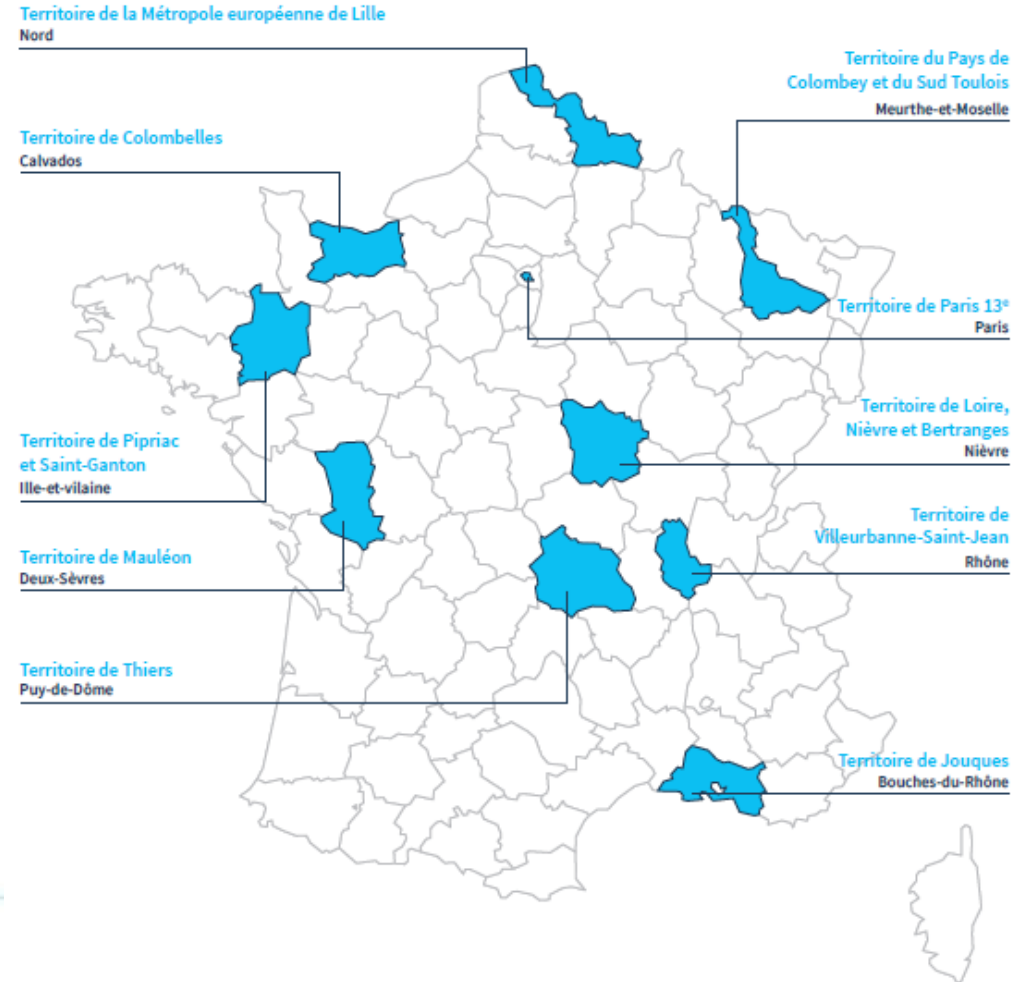 Territoire de la Métropole européenne de Lille
Nord
Territoire du Pays de
Colombey et du Sud Toulois
Meurthe-et-Moselle
Territoire de Colombelles
Calvados
Territoire de Paris 13ᵉ
Paris
Territoire de Loire,
Nièvre et Bertranges
Nièvre
Territoire de Pipriac
et Saint-Ganton
Ille-et-vilaine
Territoire de
Villeurbanne-Saint-Jean
Rhône
Territoire de Mauléon
Deux-Sèvres
Territoire de Thiers
Puy-de-Dôme
Territoire de Jouques
Bouches-du-Rhône